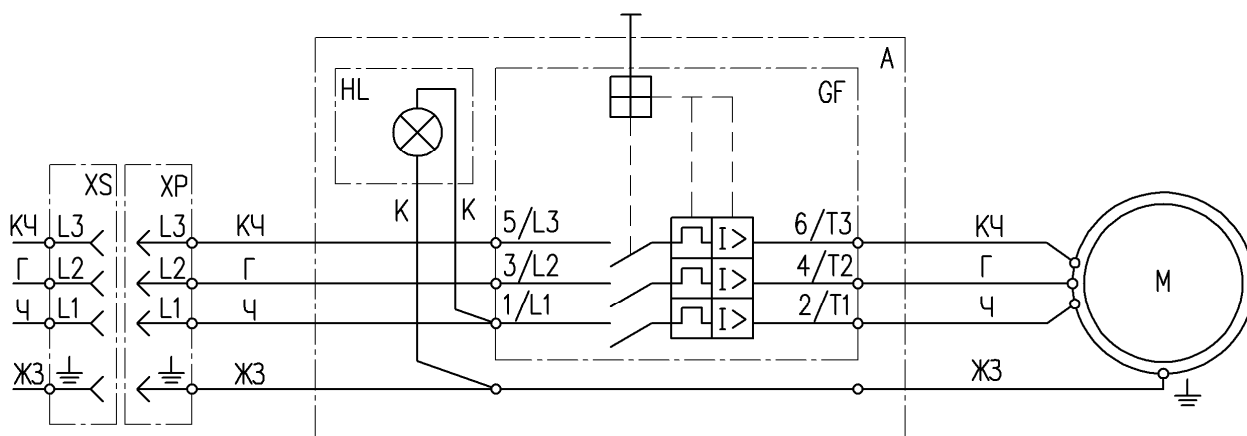 A
HL
GF
XS XP
К К
КЧ L3 L3 КЧ 5/L3 6/T3 КЧ
Г L2 L2 Г 3/L2 I> 4/T2 Г M
Ч L1 L1 Ч 1/L1 I> 2/T1 Ч
I>
ЖЗ ЖЗ ЖЗ